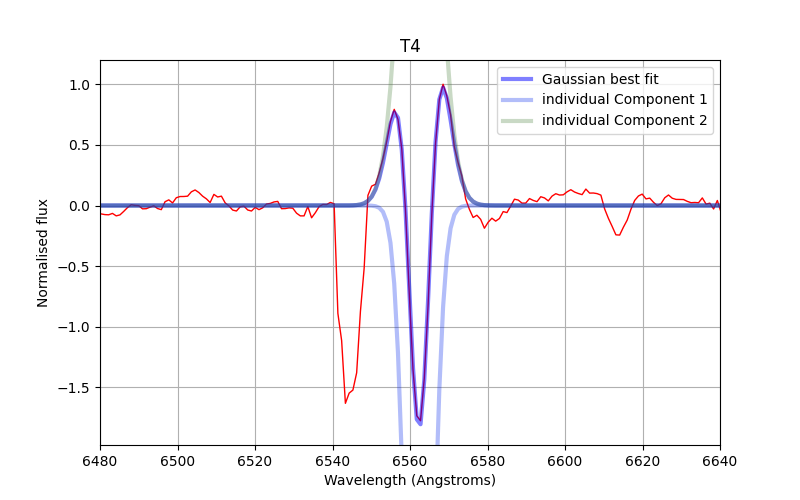 T4
Gaussian best fit
individual Component 1
individual Component 2
Normalised flux
1.0
0.5
0.0
−0.5
−1.0
−1.5
6480 6500 6520 6540 6560 6580 6600 6620 6640
Wavelength (Angstroms)